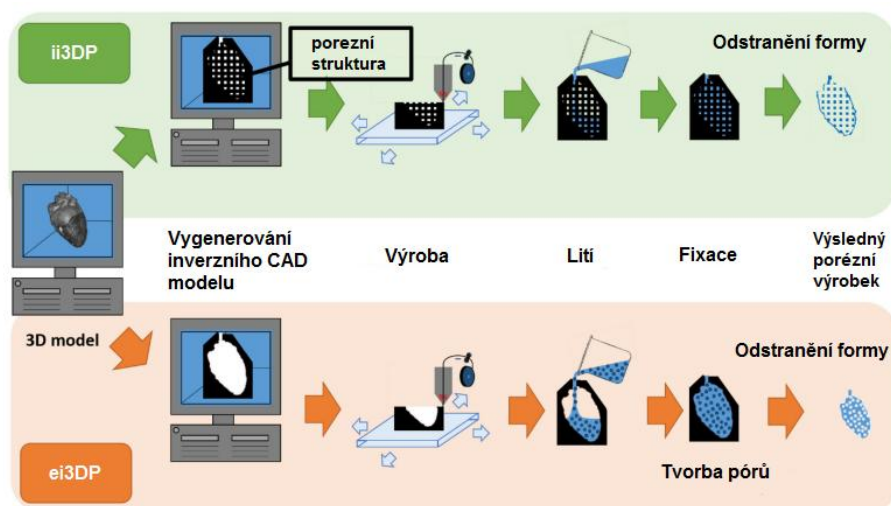 ii3DP
porezní
struktura
Odstranění formy
Vygenerování
inverzního CAD
modelu
Výroba
Lití
Fixace
Výsledný
porézní
výrobek
3D model
Odstranění formy
ei3DP
Tvorba pórů